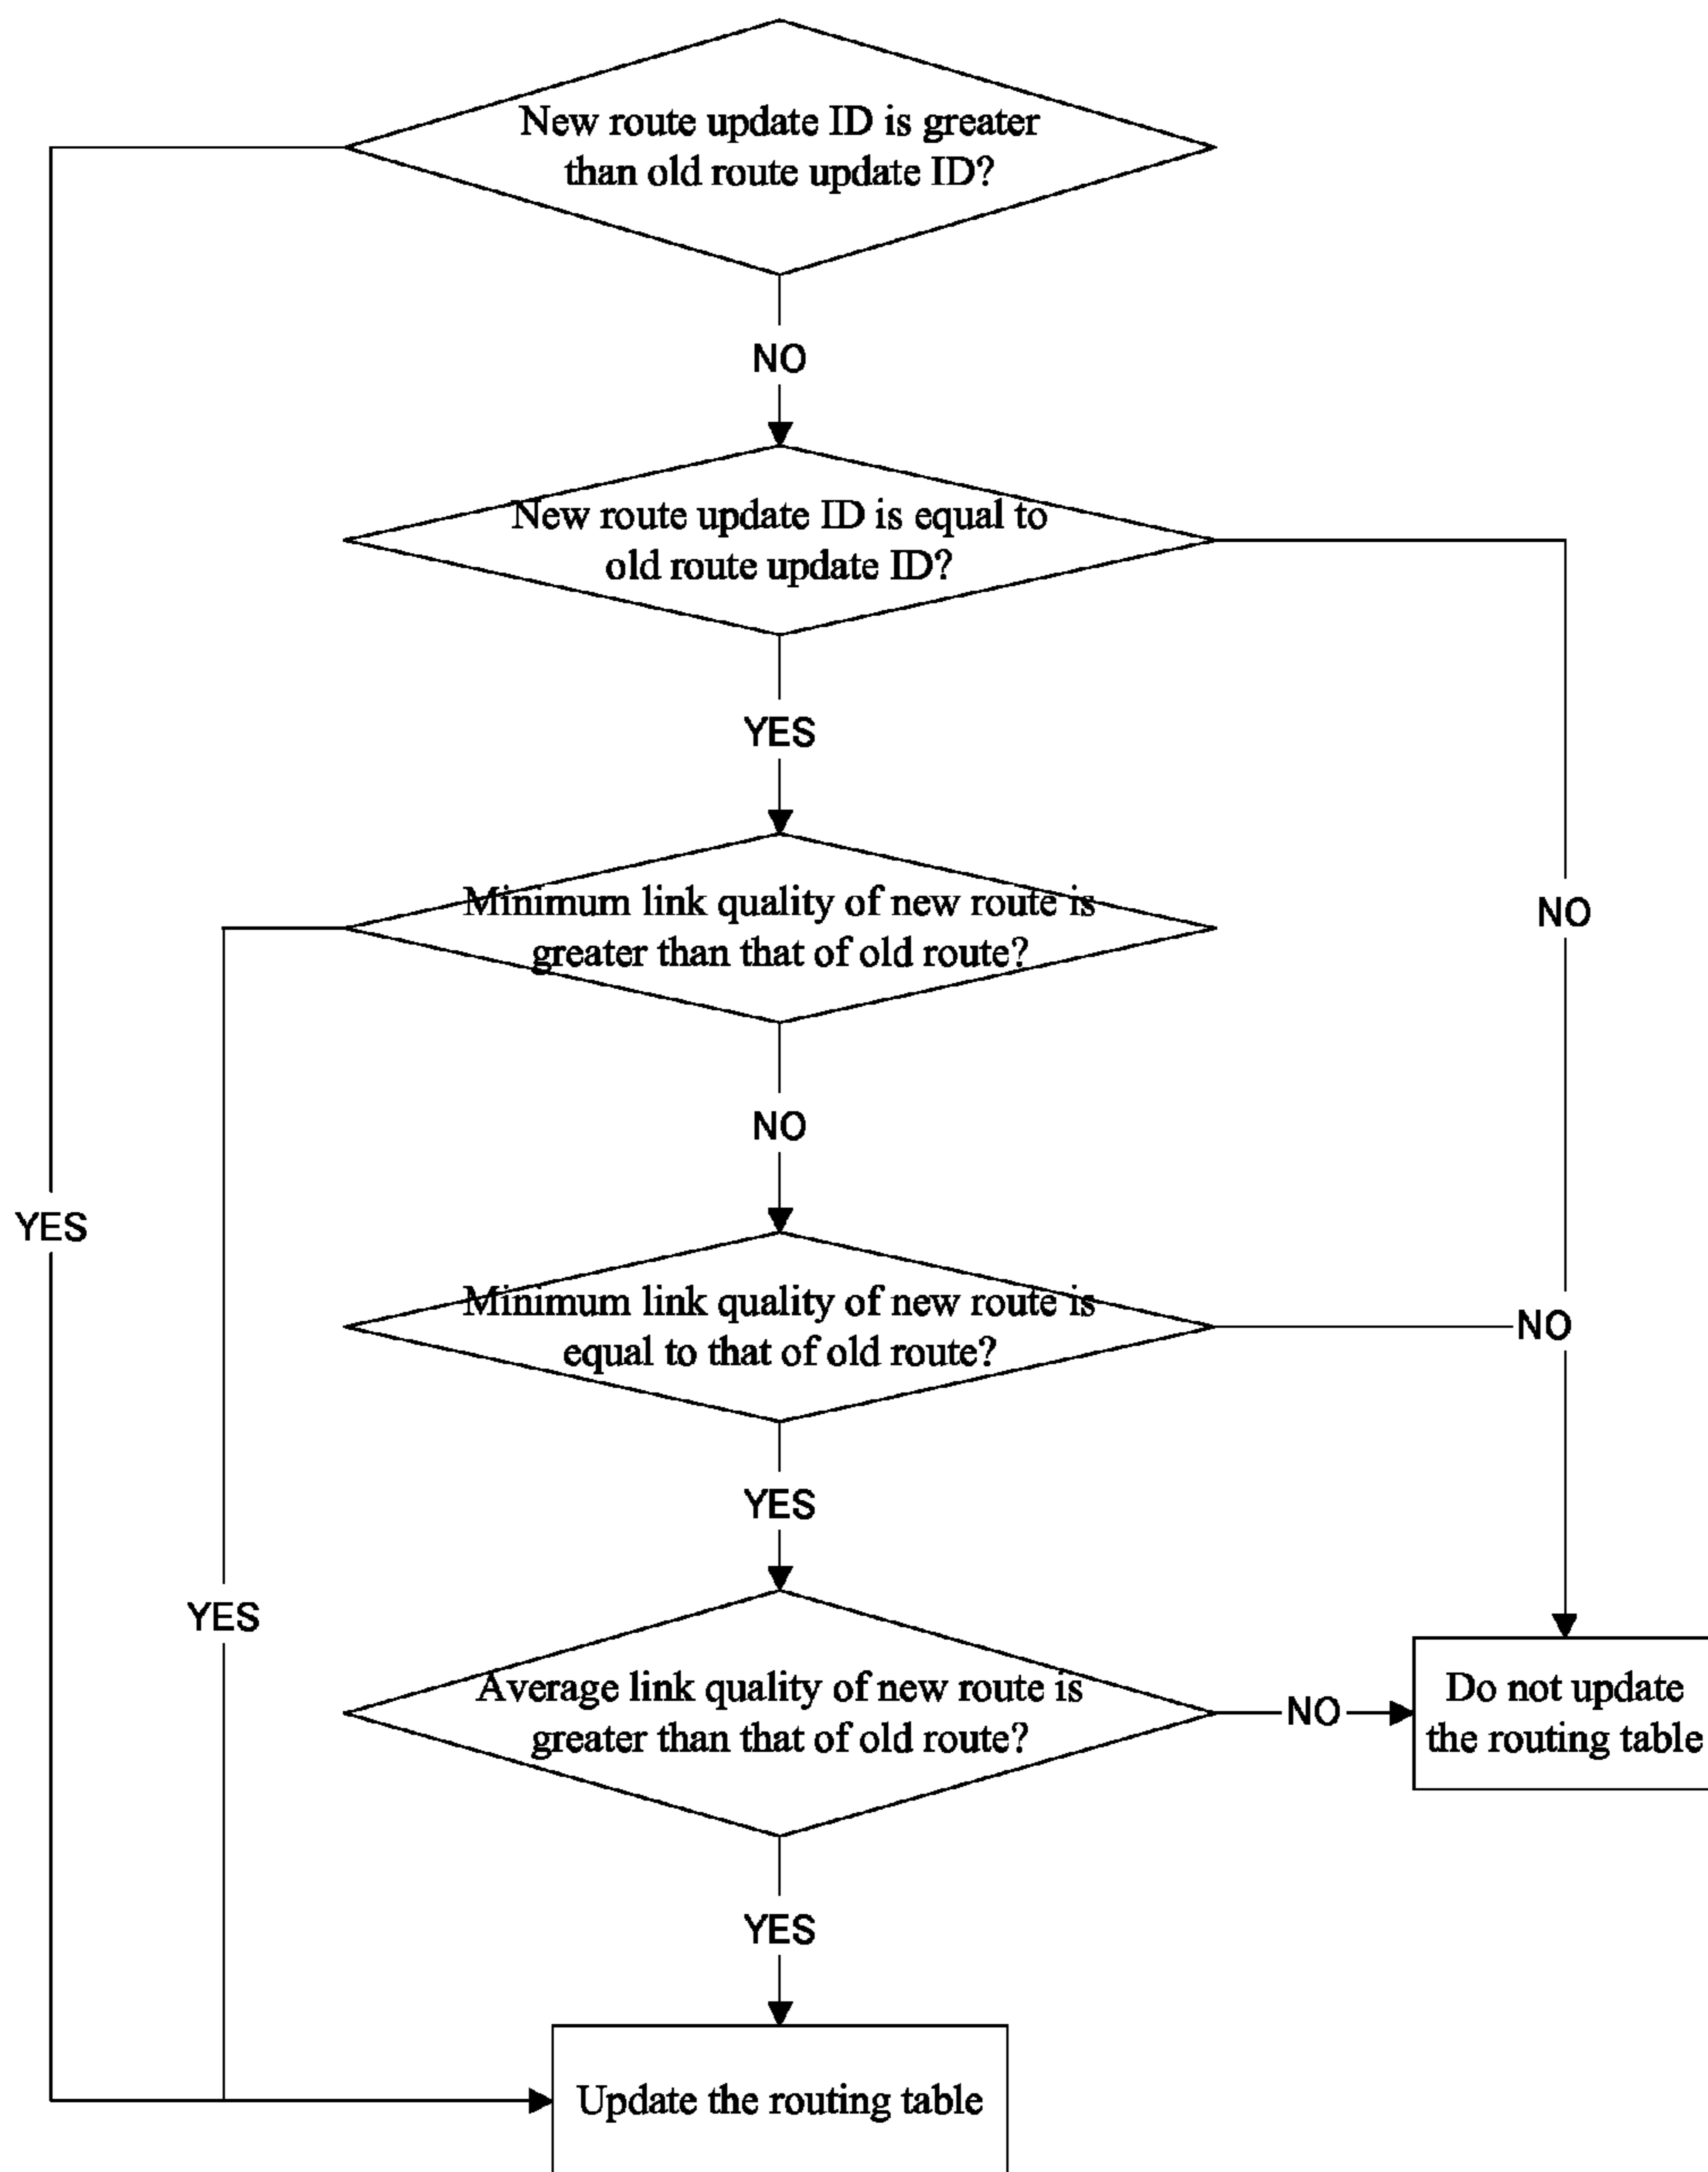 New route update ID is greater
than old route update ID?
NO
New route update ID is equal to
old route update ID?
YES
Minimum link quality of new route is
greater than that of old route?
NO
NO
YES
Minimum link quality of new route is
equal to that of old route?
NO
YES
YES
Average link quality of new route is
greater than that of old route?
NO
Do not update
the routing table
YES
Update the routing table